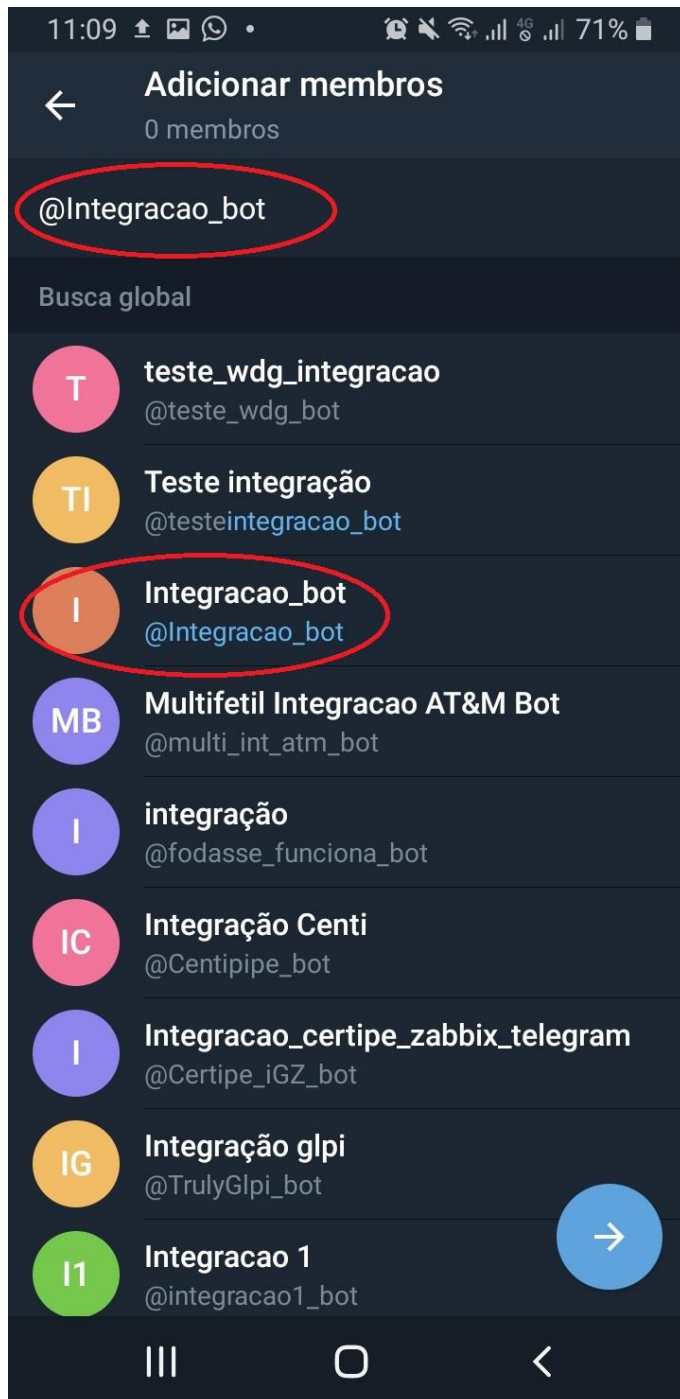 11:09 71%
4G
Adicionar membros
0 membros
@Integracao_bot
Busca global
T
teste_wdg_integracao
@teste_wdg_bot
TI
Teste integração
@testeintegracao_bot
I
Integracao_bot
@Integracao_bot
MB
Multifetil Integracao AT&M Bot
@multi_int_atm_bot
I
integração
@fodasse_funciona_bot
IC
Integração Centi
@Centipipe_bot
I
Integracao_certipe_zabbix_telegram
@Certipe_iGZ_bot
IG
Integração glpi
@TrulyGlpi_bot
I1
Integracao 1
@integracao1_bot